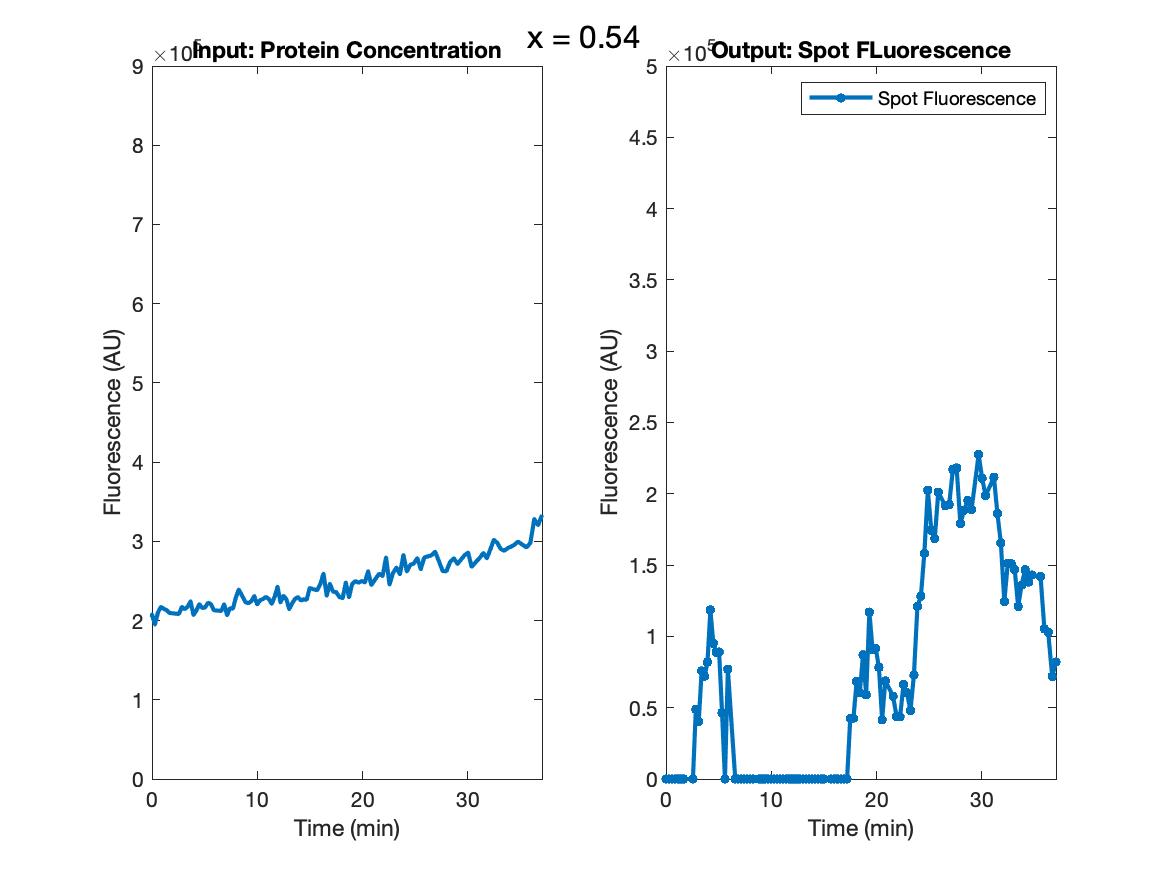 x = 0.54
×10⁵
Input: Protein Concentration
9
8
7
6
5
4
3
2
1
0
Fluorescence (AU)
0 10 20 30
Time (min)
×10⁵
Output: Spot FLuorescence
Spot Fluorescence
5
4.5
4
3.5
3
2.5
2
1.5
1
0.5
0
Fluorescence (AU)
0 10 20 30
Time (min)